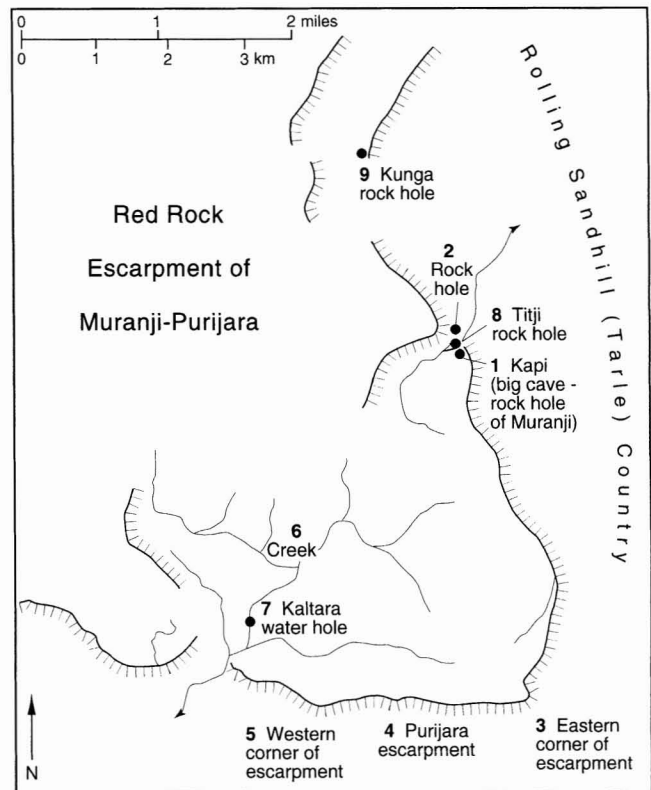 0 1 2 miles
0 1 2 3 km
Rolling Sandhill (Tarle) Country
9 Kunga
rock hole
Red Rock
Escarpment of
Muranji-Purijara
2
Rock
hole
8 Titji
rock hole
1 Kapi
(big cave -
rock hole
of Muranji)
6
Creek
7 Kaltara
water hole
5 Western
corner of
escarpment
4 Purijara
escarpment
3 Eastern
corner of
escarpment
N